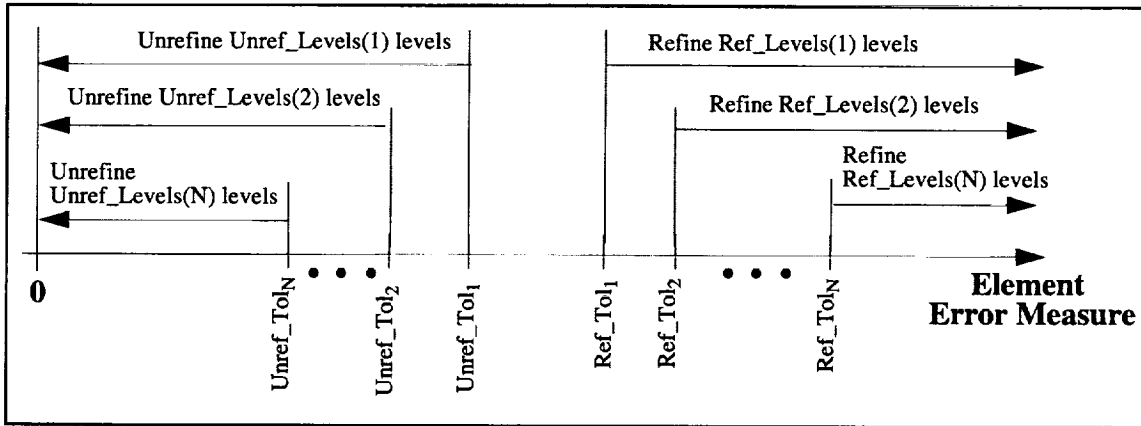 Unrefine Unref_Levels(1) levels
Refine Ref_Levels(1) levels
Unrefine Unref_Levels(2) levels
Refine Ref_Levels(2) levels
Unrefine
Unref_Levels(N) levels
Refine
Ref_Levels(N) levels
0
Unref_Tol_N
Unref_Tol_2
Unref_Tol_1
Ref_Tol_1
Ref_Tol_2
Ref_Tol_N
Element
Error Measure